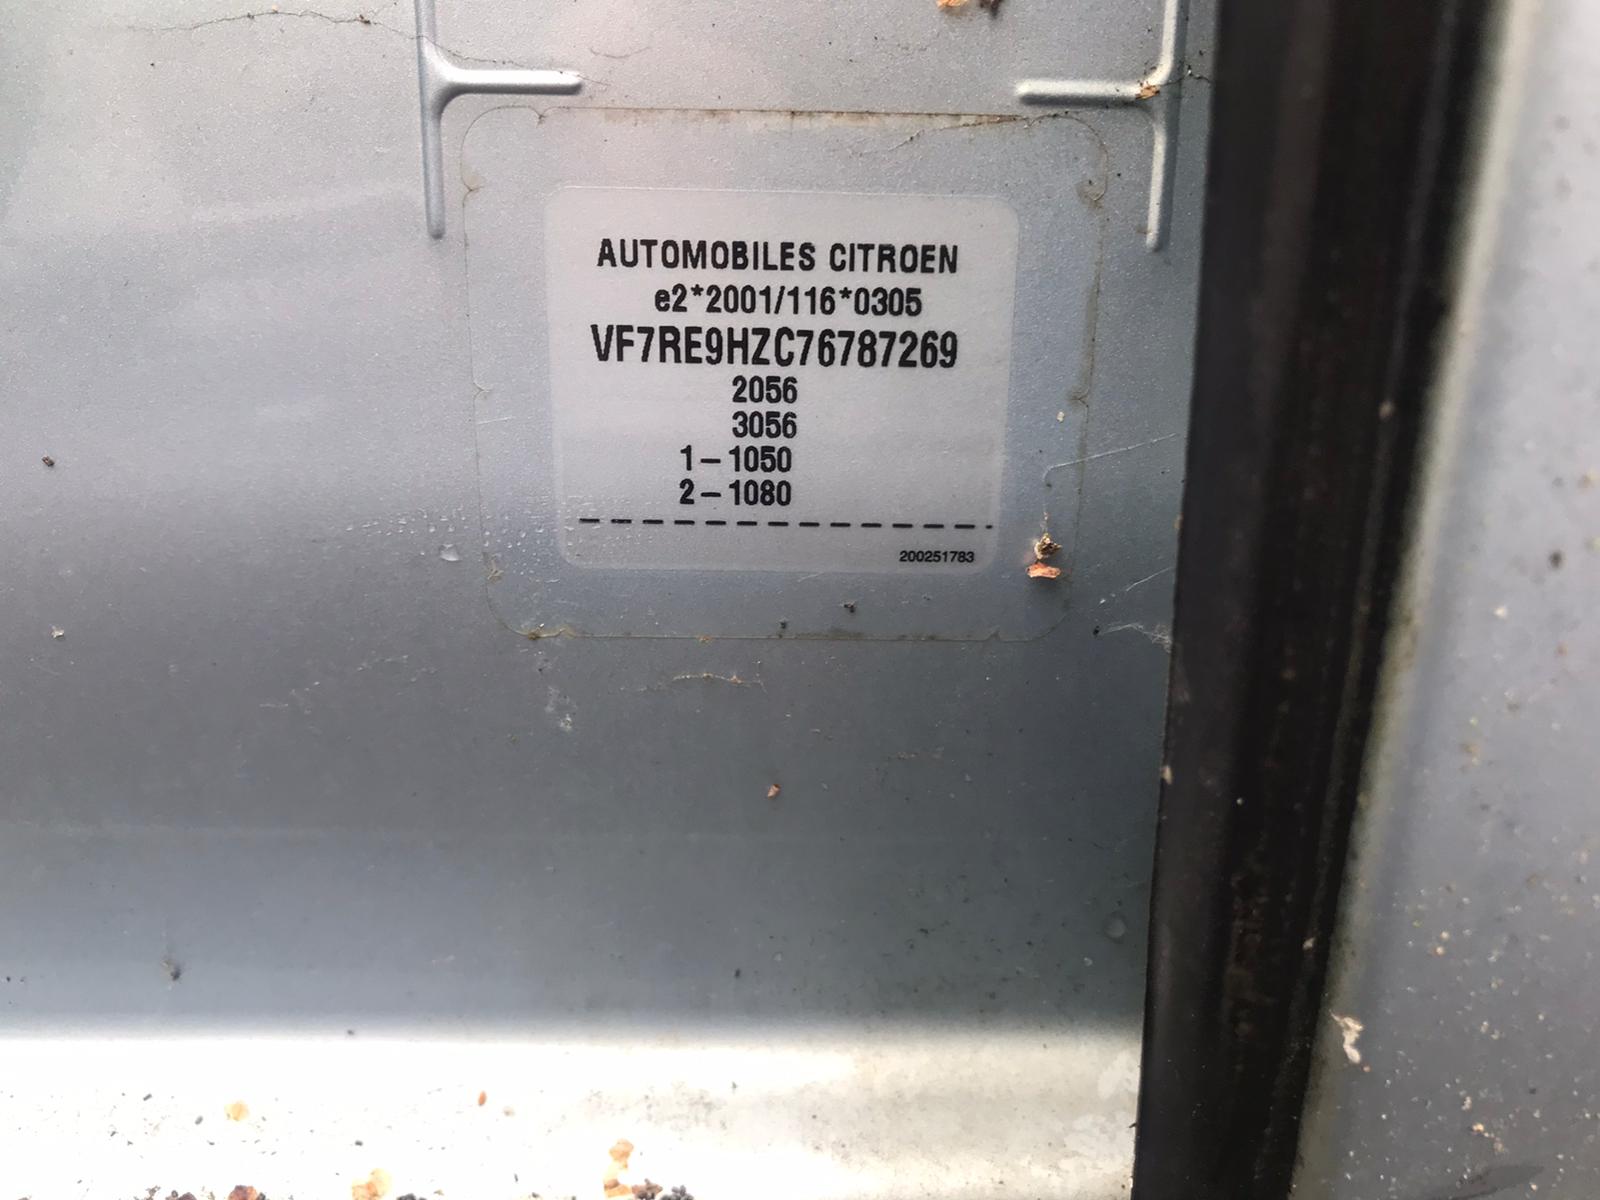 AUTOMOBILES CITROEN
e2*2001/116*0305
VF7RE9HZC76787269
2056
3056
1–1050
2–1080
200251783